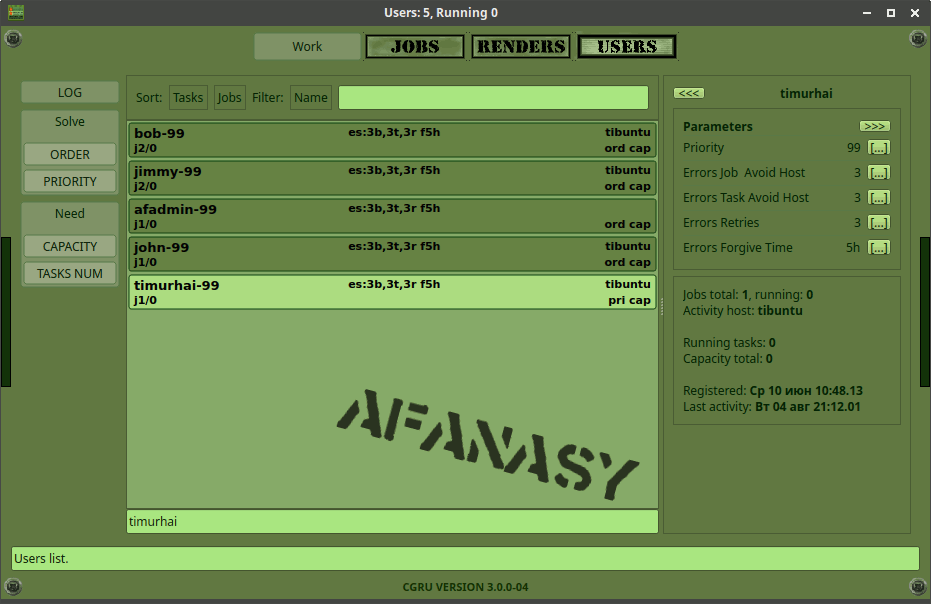 Users: 5, Running 0
Work JOBS RENDERS USERS
LOG
Solve
ORDER
PRIORITY
Need
CAPACITY
TASKS NUM
Sort: Tasks Jobs Filter: Name
bob-99 es:3b,3t,3r f5h tibuntu
j2/0 ord cap
jimmy-99 es:3b,3t,3r f5h tibuntu
j2/0 ord cap
afadmin-99 es:3b,3t,3r f5h
j1/0 ord cap
john-99 es:3b,3t,3r f5h tibuntu
j1/0 ord cap
timurhai-99 es:3b,3t,3r f5h tibuntu
j1/0 pri cap
AFANASY
timurhai
<<< timurhai
Parameters >>>
Priority 99 [...]
Errors Job Avoid Host 3 [...]
Errors Task Avoid Host 3 [...]
Errors Retries 3 [...]
Errors Forgive Time 5h [...]
Jobs total: 1, running: 0
Activity host: tibuntu
Running tasks: 0
Capacity total: 0
Registered: Ср 10 июн 10:48.13
Last activity: Вт 04 авг 21:12.01
Users list.
CGRU VERSION 3.0.0-04